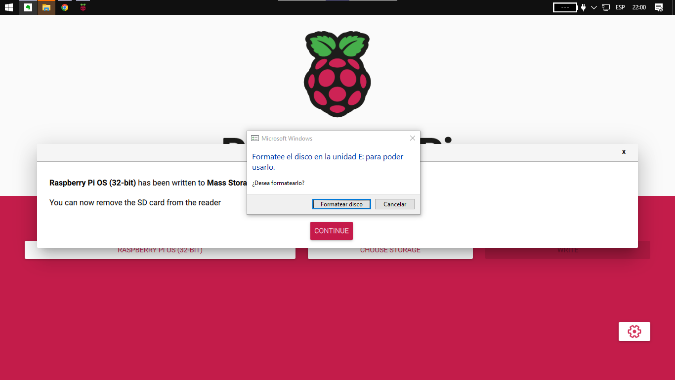 ESP
22:00
Microsoft Windows
Formatee el disco en la unidad E: para poder
usarlo.
¿Desea formatearlo?
Formatear disco
Cancelar
x
Raspberry Pi OS (32-bit) has been written to Mass Stora
You can now remove the SD card from the reader
CONTINUE
RASPBERRY PI OS (32-BIT)
CHOOSE STORAGE
WRITE